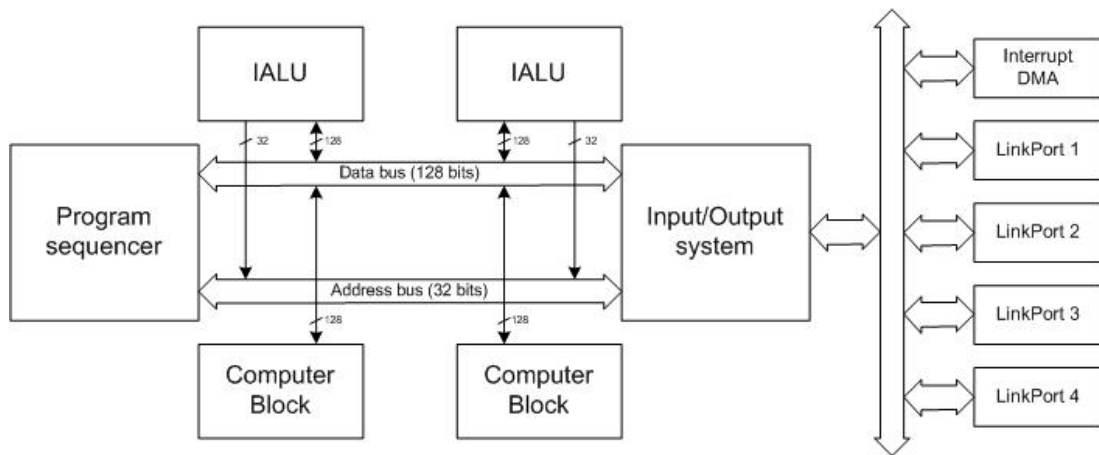 IALU
IALU
Interrupt
DMA
32
128
128
32
LinkPort 1
Data bus (128 bits)
Program
sequencer
Input/Output
system
LinkPort 2
Address bus (32 bits)
LinkPort 3
128
128
Computer
Block
Computer
Block
LinkPort 4